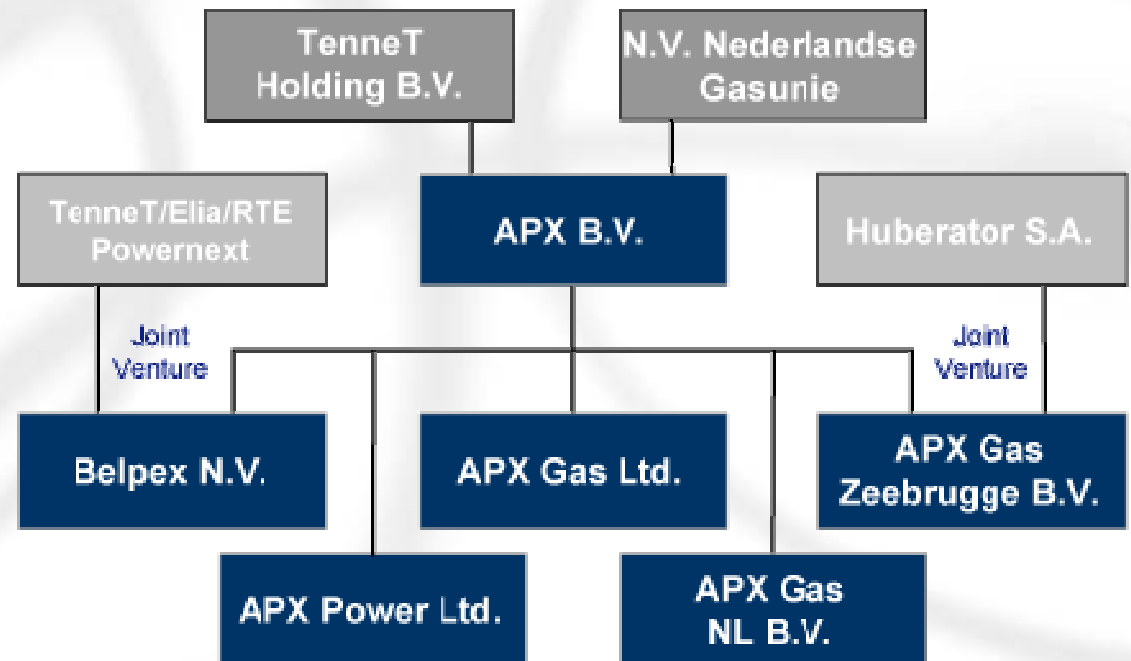 TenneT
Holding B.V.
N.V. Nederlandse
Gasunie
TenneT/Elia/RTE
Powernext
APX B.V.
Huberator S.A.
Joint
Venture
Joint
Venture
Belpex N.V.
APX Gas Ltd.
APX Gas
Zeebrugge B.V.
APX Power Ltd.
APX Gas
NL B.V.